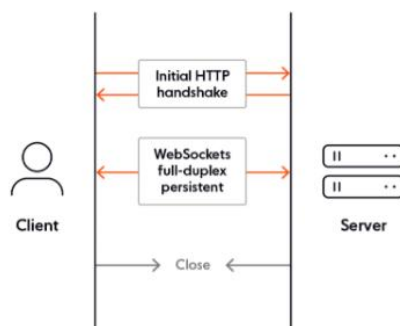 Initial HTTP
handshake
WebSockets
full-duplex
persistent
Client
Server
Close